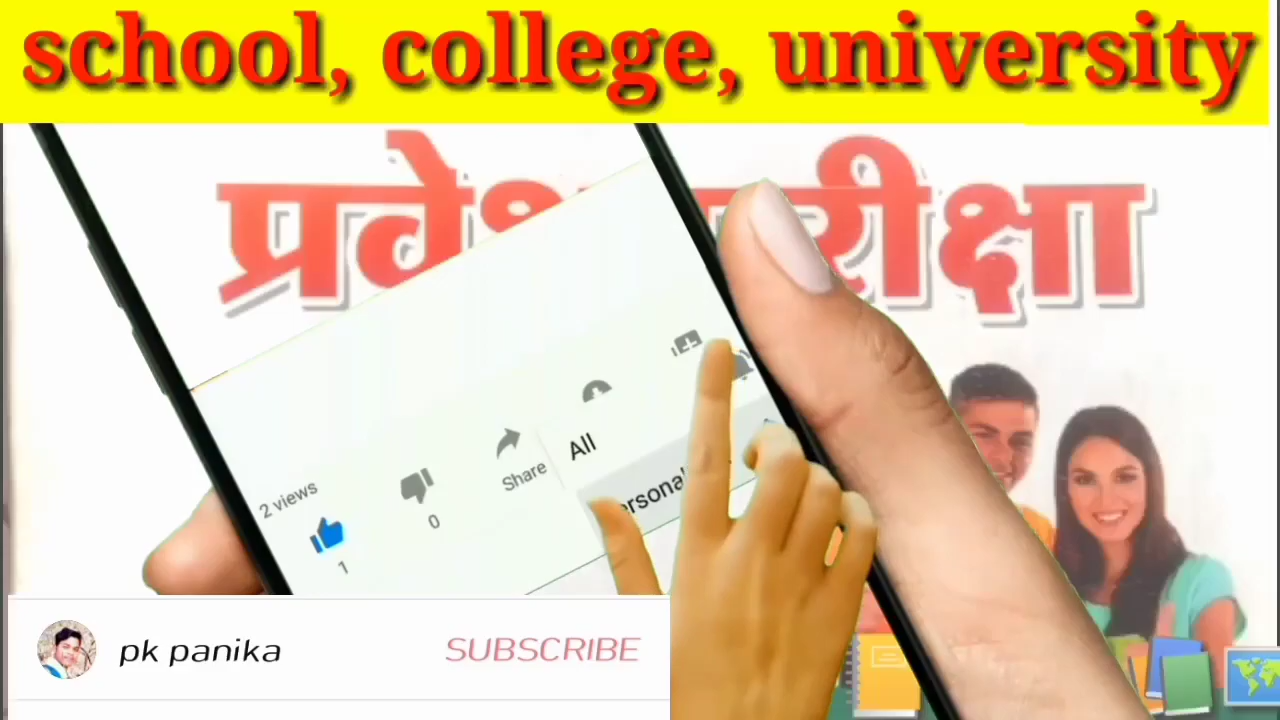 school, college, university
2 views
1
0
Share
All
pk panika
SUBSCRIBE